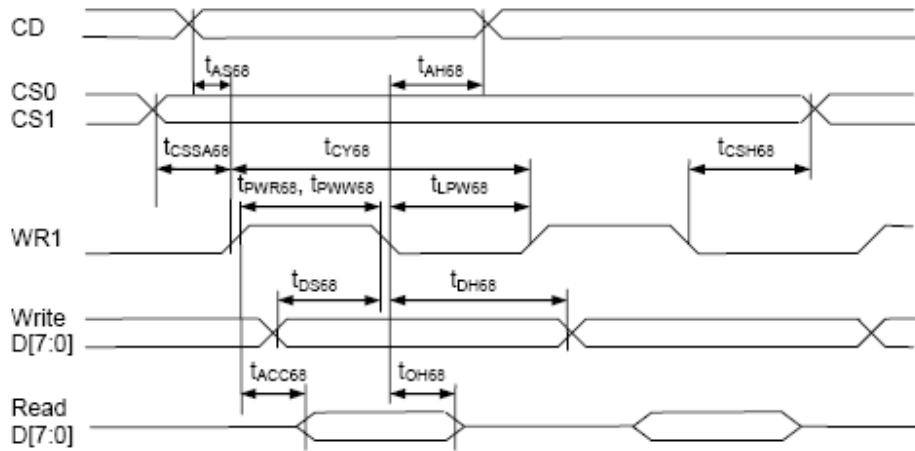 CD
tAS68
tAH68
CS0
CS1
tCSSA68
tCY68
tCSH68
tPWR68, tPWW68
tLPW68
WR1
tDS68
tDH68
Write
D[7:0]
tACC68
tOH68
Read
D[7:0]